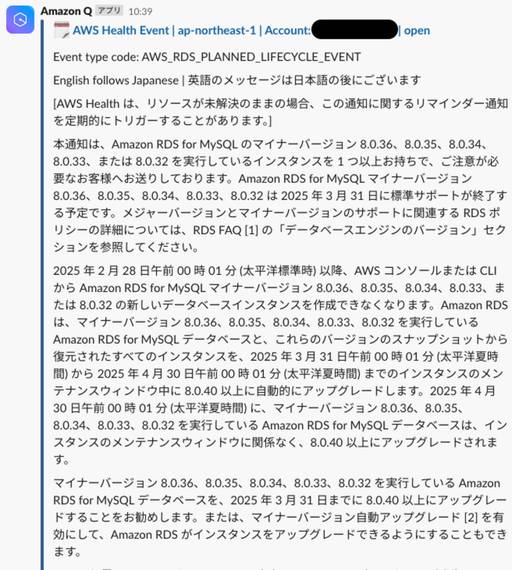 Amazon Q アプリ 10:39
AWS Health Event | ap-northeast-1 | Account: | open
Event type code: AWS_RDS_PLANNED_LIFECYCLE_EVENT
English follows Japanese | 英語のメッセージは日本語の後にございます
[AWS Health は、リソースが未解決のままの場合、この通知に関するリマインダー通知
を定期的にトリガーすることがあります。]
本通知は、Amazon RDS for MySQL のマイナーバージョン 8.0.36、8.0.35、8.0.34、
8.0.33、または 8.0.32 を実行しているインスタンスを 1 つ以上お持ちで、ご注意が必
要なお客様へお送りしております。Amazon RDS for MySQL マイナーバージョン
8.0.36、8.0.35、8.0.34、8.0.33、8.0.32 は 2025 年 3 月 31 日に標準サポートが終了す
る予定です。メジャーバージョンとマイナーバージョンのサポートに関連する RDS ポ
リシーの詳細については、RDS FAQ [1] の「データベースエンジンのバージョン」セク
ションを参照してください。
2025 年 2 月 28 日午前 00 時 01 分 (太平洋標準時) 以降、AWS コンソールまたは CLI
から Amazon RDS for MySQL マイナーバージョン 8.0.36、8.0.35、8.0.34、8.0.33、ま
たは 8.0.32 の新しいデータベースインスタンスを作成できなくなります。Amazon RDS
は、マイナーバージョン 8.0.36、8.0.35、8.0.34、8.0.33、8.0.32 を実行している
Amazon RDS for MySQL データベースと、これらのバージョンのスナップショットから
復元されたすべてのインスタンスを、2025 年 3 月 31 日午前 00 時 01 分 (太平洋夏時
間) から 2025 年 4 月 30 日午前 00 時 01 分 (太平洋夏時間) までのインスタンスのメン
テナンスウィンドウ中に 8.0.40 以上に自動的にアップグレードします。2025 年 4 月
30 日午前 00 時 01 分 (太平洋夏時間) に、マイナーバージョン 8.0.36、8.0.35、
8.0.34、8.0.33、8.0.32 を実行している Amazon RDS for MySQL データベースは、イン
スタンスのメンテナンスウィンドウに関係なく、8.0.40 以上にアップグレードされま
す。
マイナーバージョン 8.0.36、8.0.35、8.0.34、8.0.33、8.0.32 を実行している Amazon
RDS for MySQL データベースを、2025 年 3 月 31 日までに 8.0.40 以上にアップグレー
ドすることをお勧めします。または、マイナーバージョン自動アップグレード [2] を有
効にして、Amazon RDS がインスタンスをアップグレードできるようにすることもでき
ます。